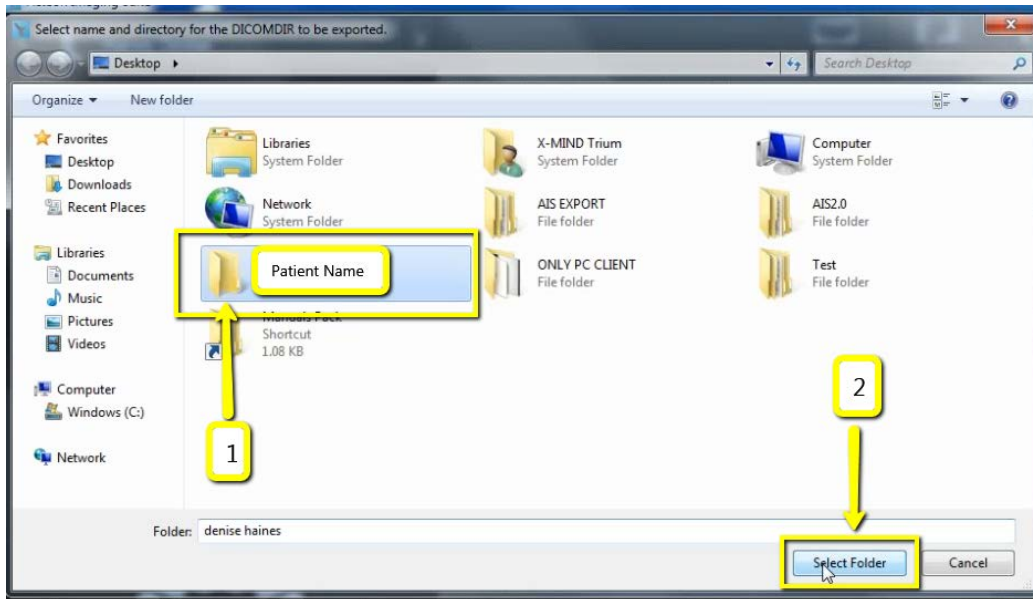 Select name and directory for the DICOMDIR to be exported.
Desktop
Search Desktop
Organize
New folder
Favorites
Desktop
Downloads
Recent Places
Libraries
Documents
Music
Pictures
Videos
Computer
Windows (C:)
Network
Libraries
System Folder
X-MIND Trium
System Folder
Computer
System Folder
Network
System Folder
AIS EXPORT
File folder
AIS2.0
File folder
Patient Name
ONLY PC CLIENT
File folder
Test
File folder
Manuals Pack
Shortcut
1.08 KB
1
2
Folder: denise haines
Select Folder
Cancel